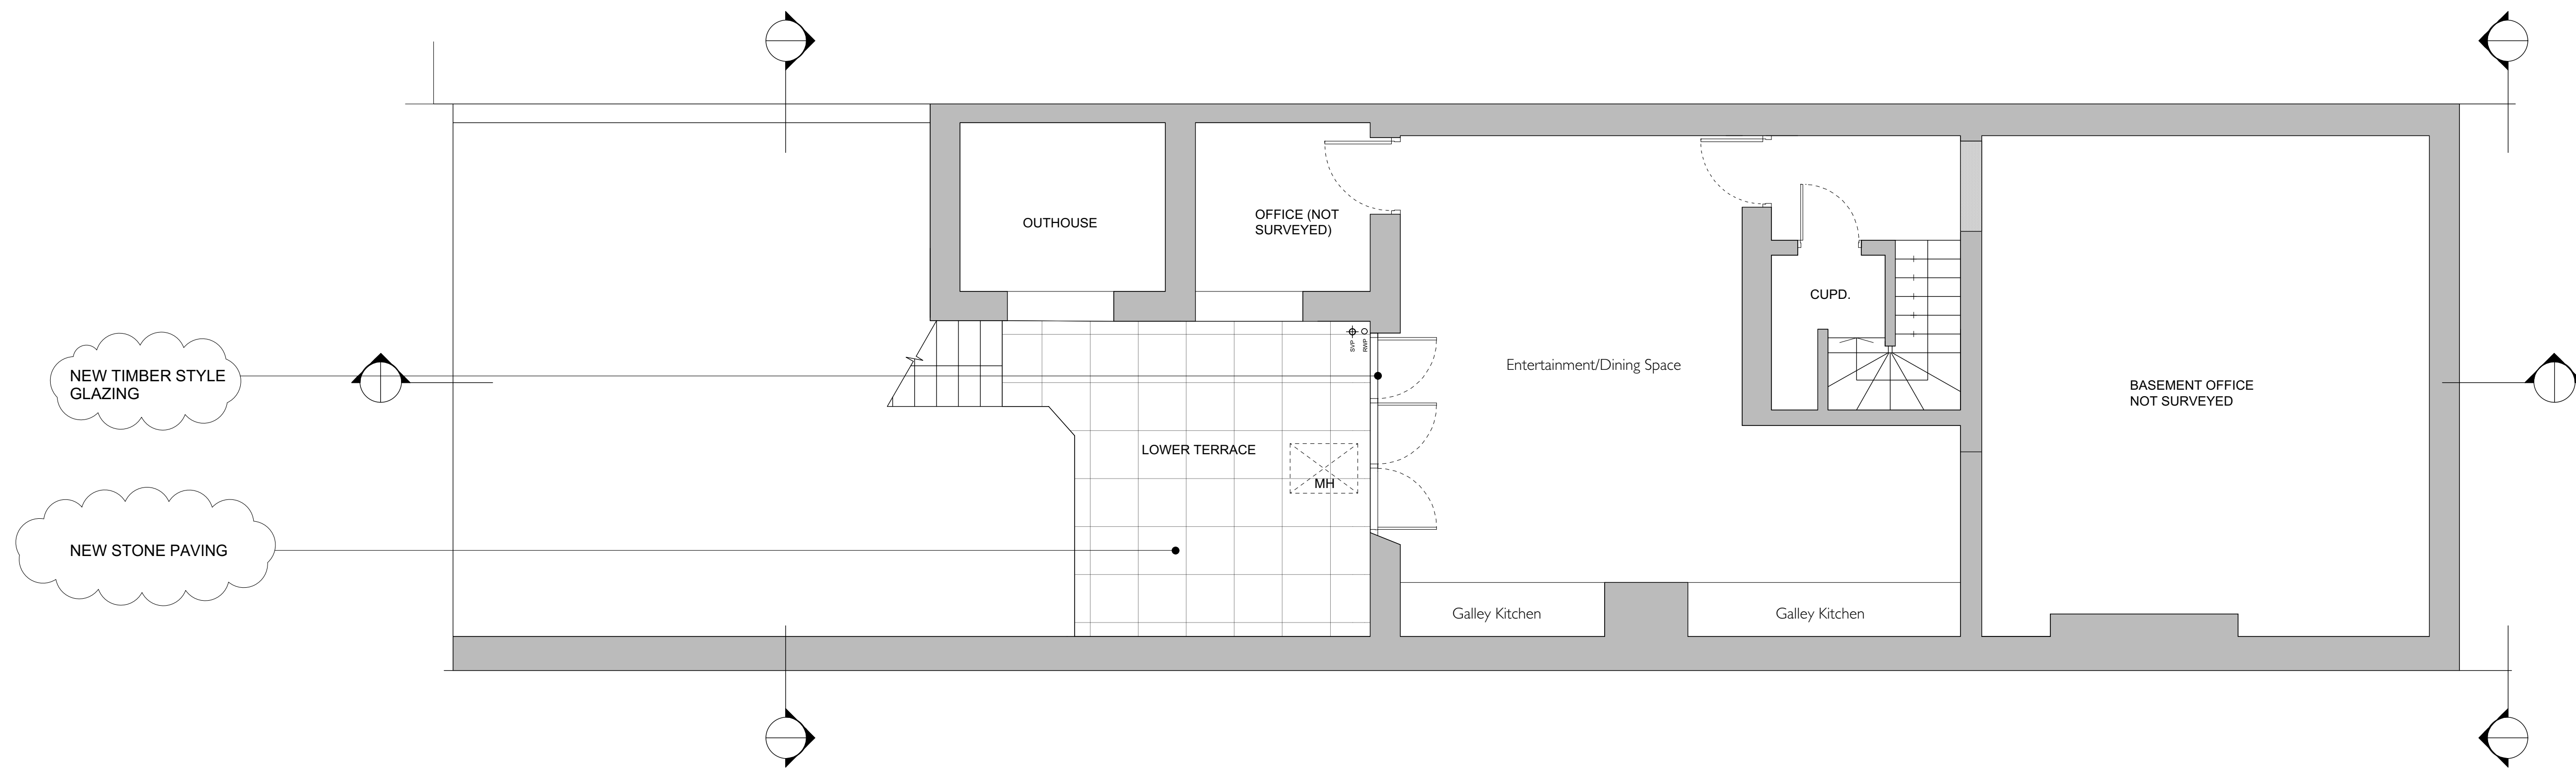 OUTHOUSE
OFFICE (NOT
SURVEYED)
CUPD.
SVP
RWP
NEW TIMBER STYLE
GLAZING
Entertainment/Dining Space
BASEMENT OFFICE
NOT SURVEYED
LOWER TERRACE
MH
NEW STONE PAVING
Galley Kitchen
Galley Kitchen